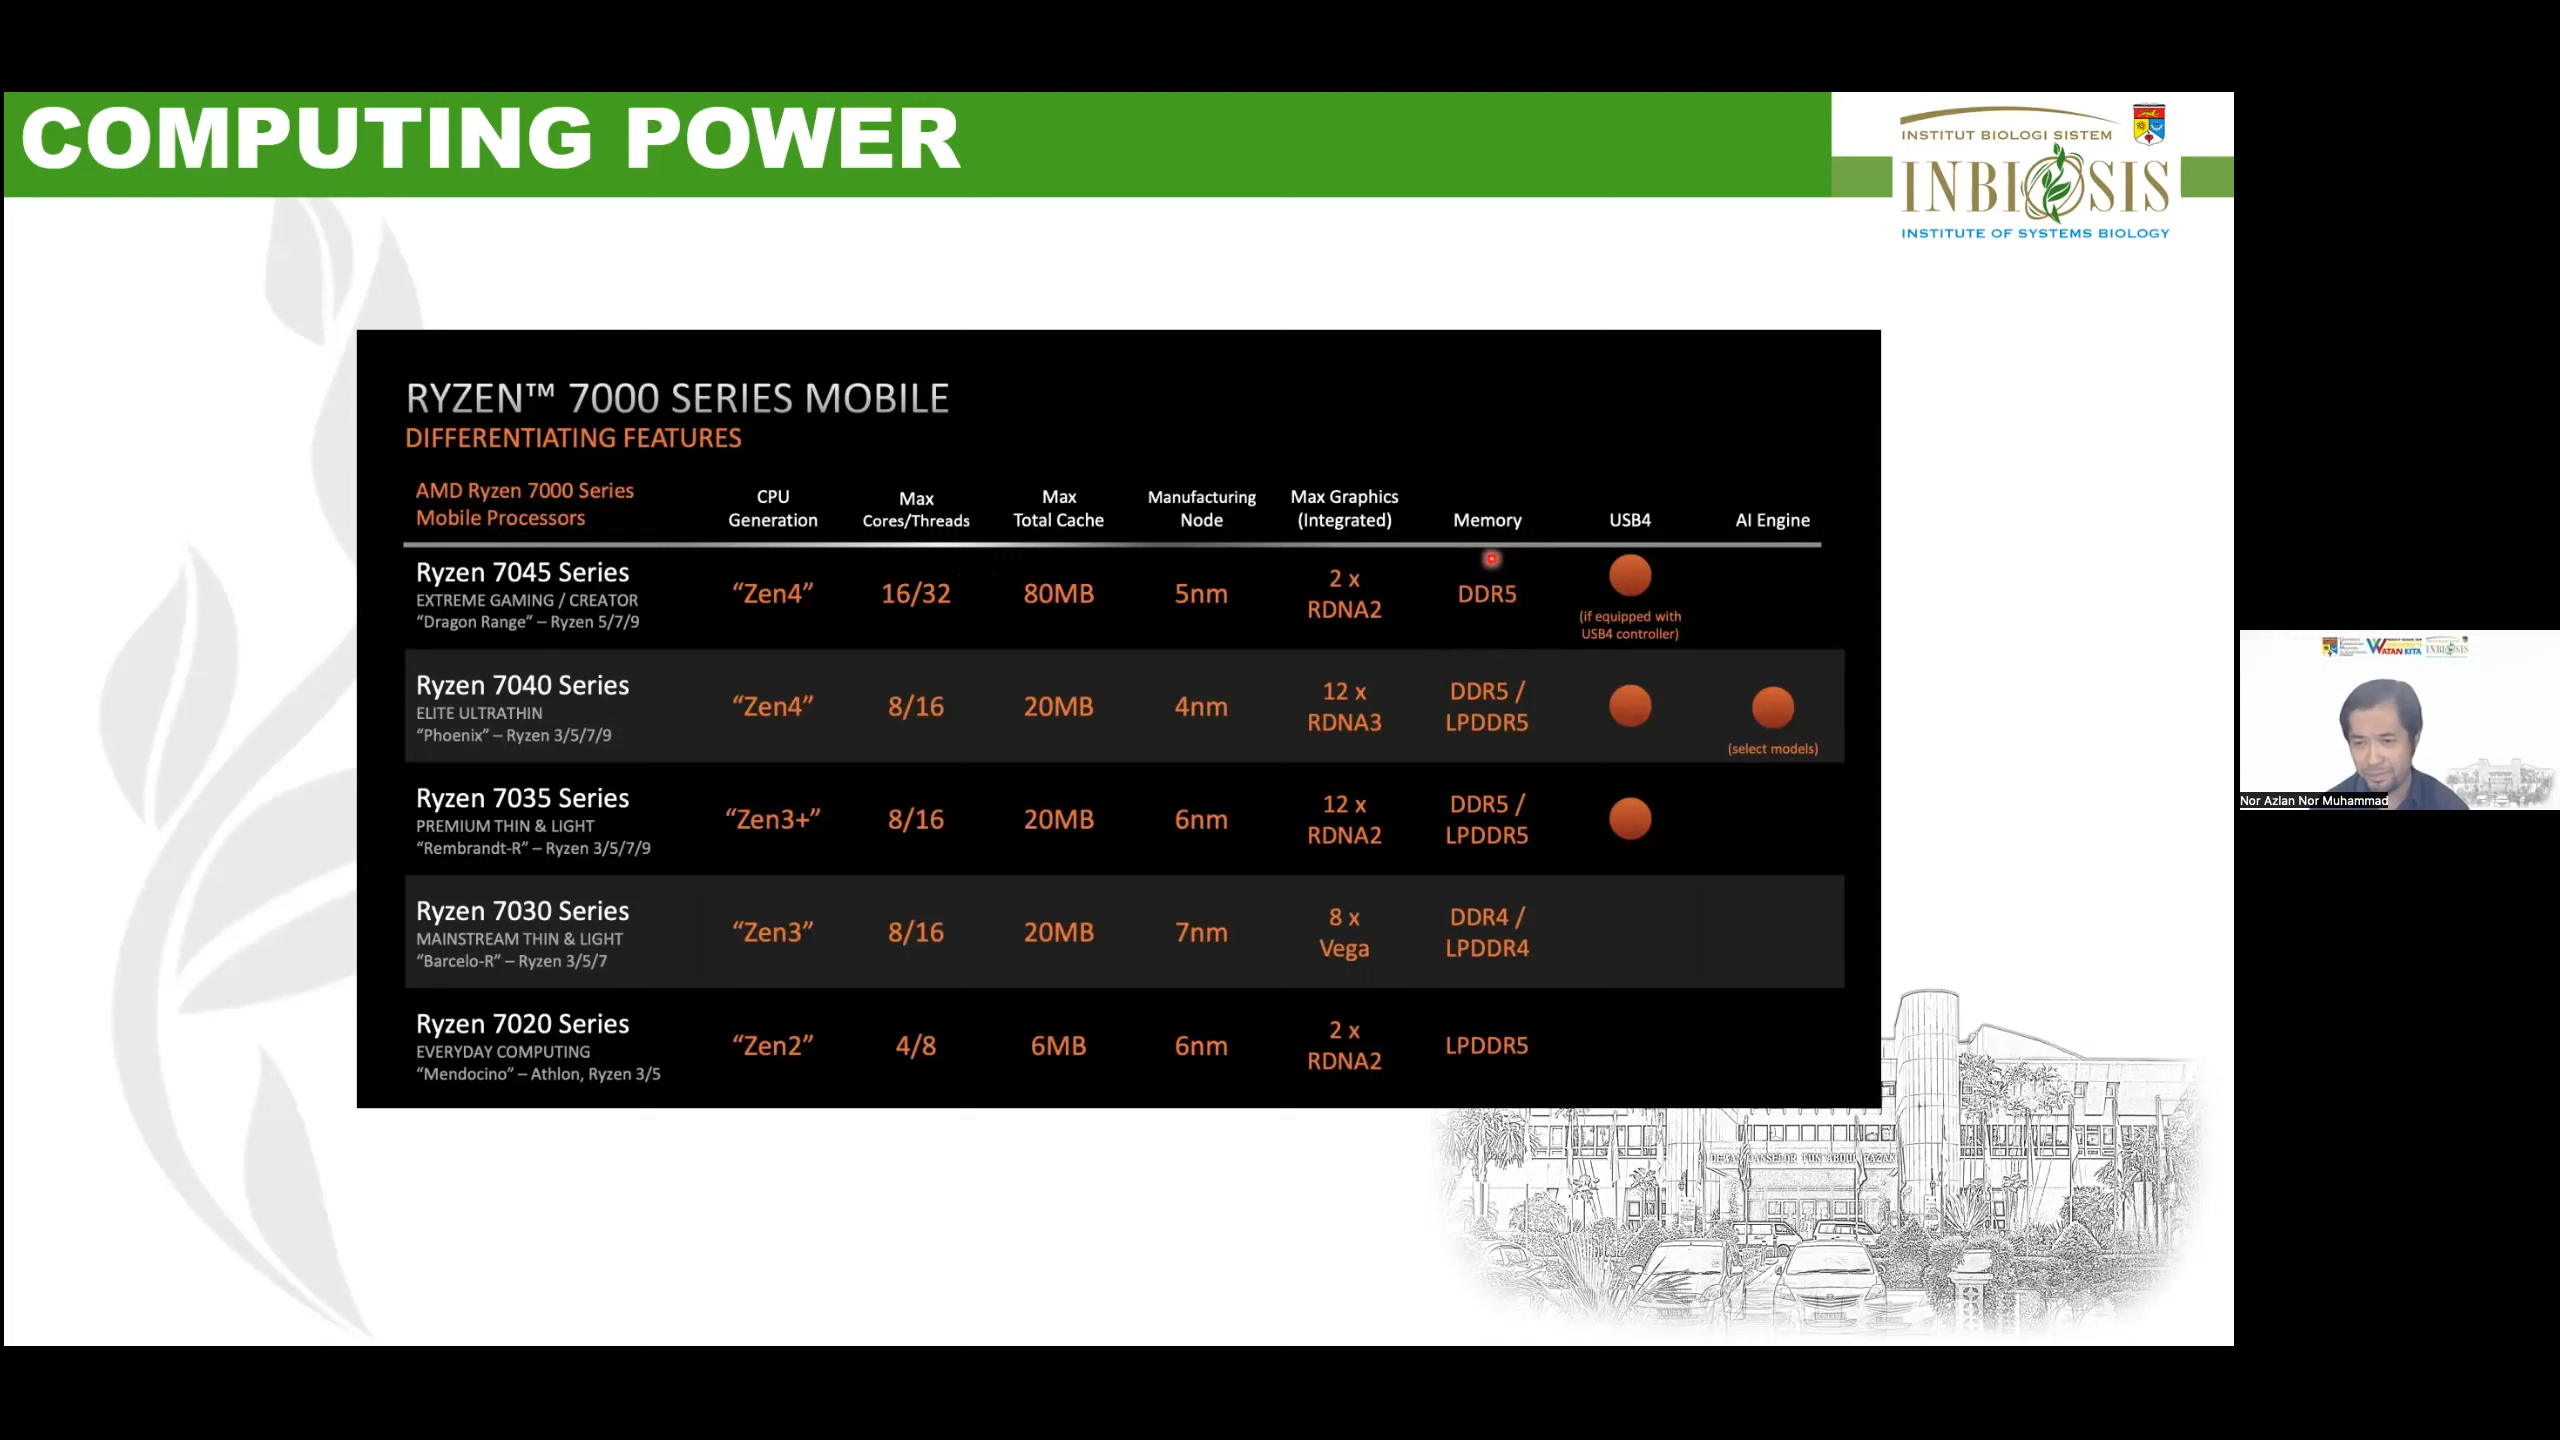 COMPUTING POWER
INSTITUT BIOLOGI SISTEM
INBIOSIS
INSTITUTE OF SYSTEMS BIOLOGY
RYZEN™ 7000 SERIES MOBILE
DIFFERENTIATING FEATURES
AMD Ryzen 7000 Series
Mobile Processors
CPU
Generation
Max
Cores/Threads
Max
Total Cache
Manufacturing
Node
Max Graphics
(Integrated)
Memory
USB4
AI Engine
Ryzen 7045 Series
EXTREME GAMING / CREATOR
“Dragon Range” – Ryzen 5/7/9
“Zen4”
16/32
80MB
5nm
2 x
RDNA2
DDR5
(if equipped with
USB4 controller)
Ryzen 7040 Series
ELITE ULTRATHIN
“Phoenix” – Ryzen 3/5/7/9
“Zen4”
8/16
20MB
4nm
12 x
RDNA3
DDR5 /
LPDDR5
(select models)
Ryzen 7035 Series
PREMIUM THIN & LIGHT
“Rembrandt-R” – Ryzen 3/5/7/9
“Zen3+”
8/16
20MB
6nm
12 x
RDNA2
DDR5 /
LPDDR5
Ryzen 7030 Series
MAINSTREAM THIN & LIGHT
“Barcelo-R” – Ryzen 3/5/7
“Zen3”
8/16
20MB
7nm
8 x
Vega
DDR4 /
LPDDR4
Ryzen 7020 Series
EVERYDAY COMPUTING
“Mendocino” – Athlon, Ryzen 3/5
“Zen2”
4/8
6MB
6nm
2 x
RDNA2
LPDDR5
DEWAN CANSELOR TUN ABDUL RAZAK
WATAN KITA
INBIOSIS
Nor Azlan Nor Muhammad